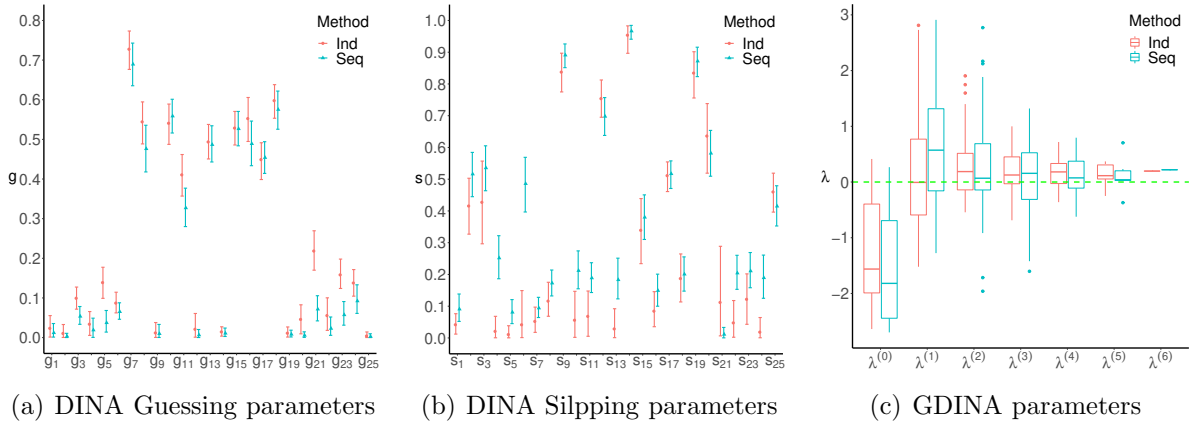 0.8
0.7
0.6
0.5
g
0.4
0.3
0.2
0.1
0.0
g1 g3 g5 g7 g9 g11 g13 g15 g17 g19 g21 g23 g25
Method
Ind
Seq
(a) DINA Guessing parameters
1.0
0.9
0.8
0.7
0.6
s
0.5
0.4
0.3
0.2
0.1
0.0
s1 s3 s5 s7 s9 s11 s13 s15 s17 s19 s21 s23 s25
Method
Ind
Seq
(b) DINA Silpping parameters
3
2
1
λ
0
−1
−2
λ(0) λ(1) λ(2) λ(3) λ(4) λ(5) λ(6)
Method
Ind
Seq
(c) GDINA parameters